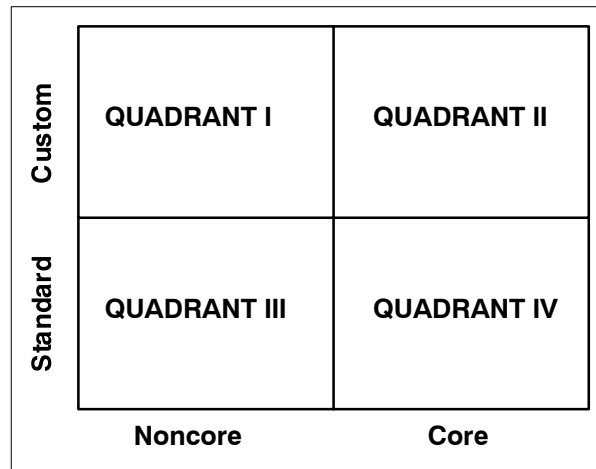 Custom
QUADRANT I
QUADRANT II
Standard
QUADRANT III
QUADRANT IV
Noncore
Core